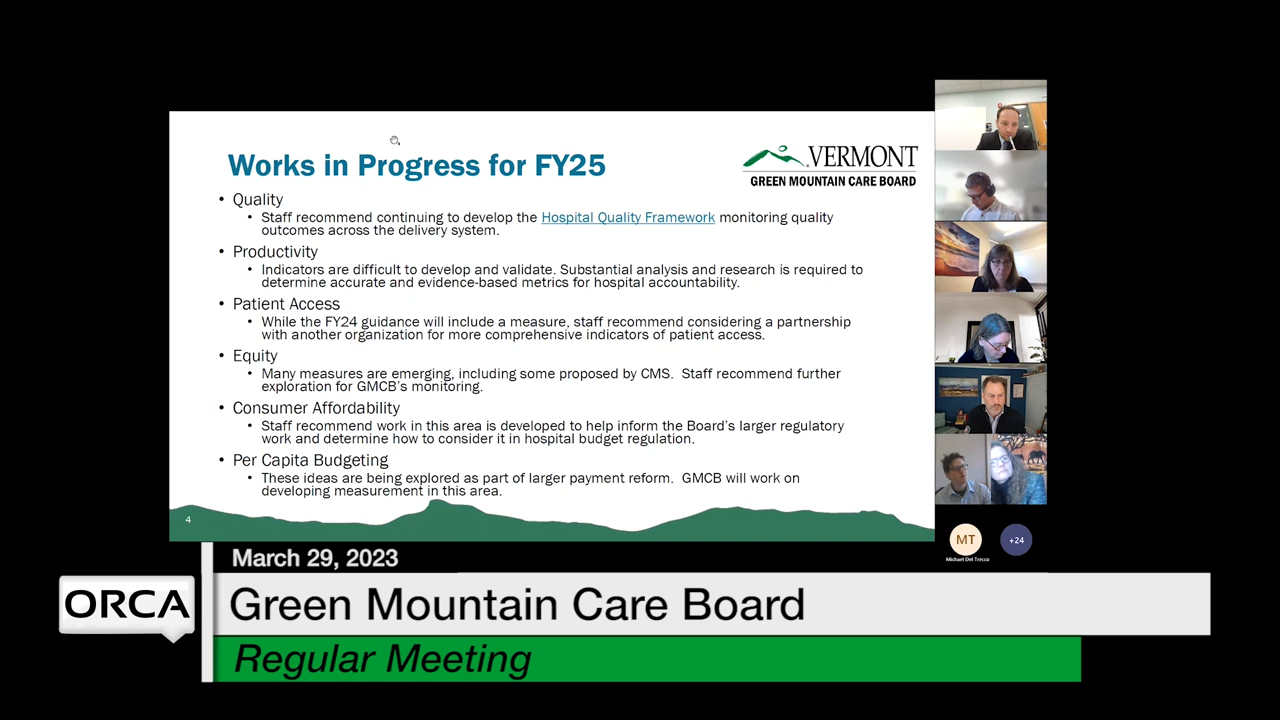 Works in Progress for FY25
VERMONT
GREEN MOUNTAIN CARE BOARD
• Quality
• Staff recommend continuing to develop the Hospital Quality Framework monitoring quality
outcomes across the delivery system.
• Productivity
• Indicators are difficult to develop and validate. Substantial analysis and research is required to
determine accurate and evidence-based metrics for hospital accountability.
• Patient Access
• While the FY24 guidance will include a measure, staff recommend considering a partnership
with another organization for more comprehensive indicators of patient access.
• Equity
• Many measures are emerging, including some proposed by CMS. Staff recommend further
exploration for GMCB's monitoring.
• Consumer Affordability
• Staff recommend work in this area is developed to help inform the Board's larger regulatory
work and determine how to consider it in hospital budget regulation.
• Per Capita Budgeting
• These ideas are being explored as part of larger payment reform. GMCB will work on
developing measurement in this area.
4
MT
+24
Michael Del Trecco
March 29, 2023
ORCA
Green Mountain Care Board
Regular Meeting